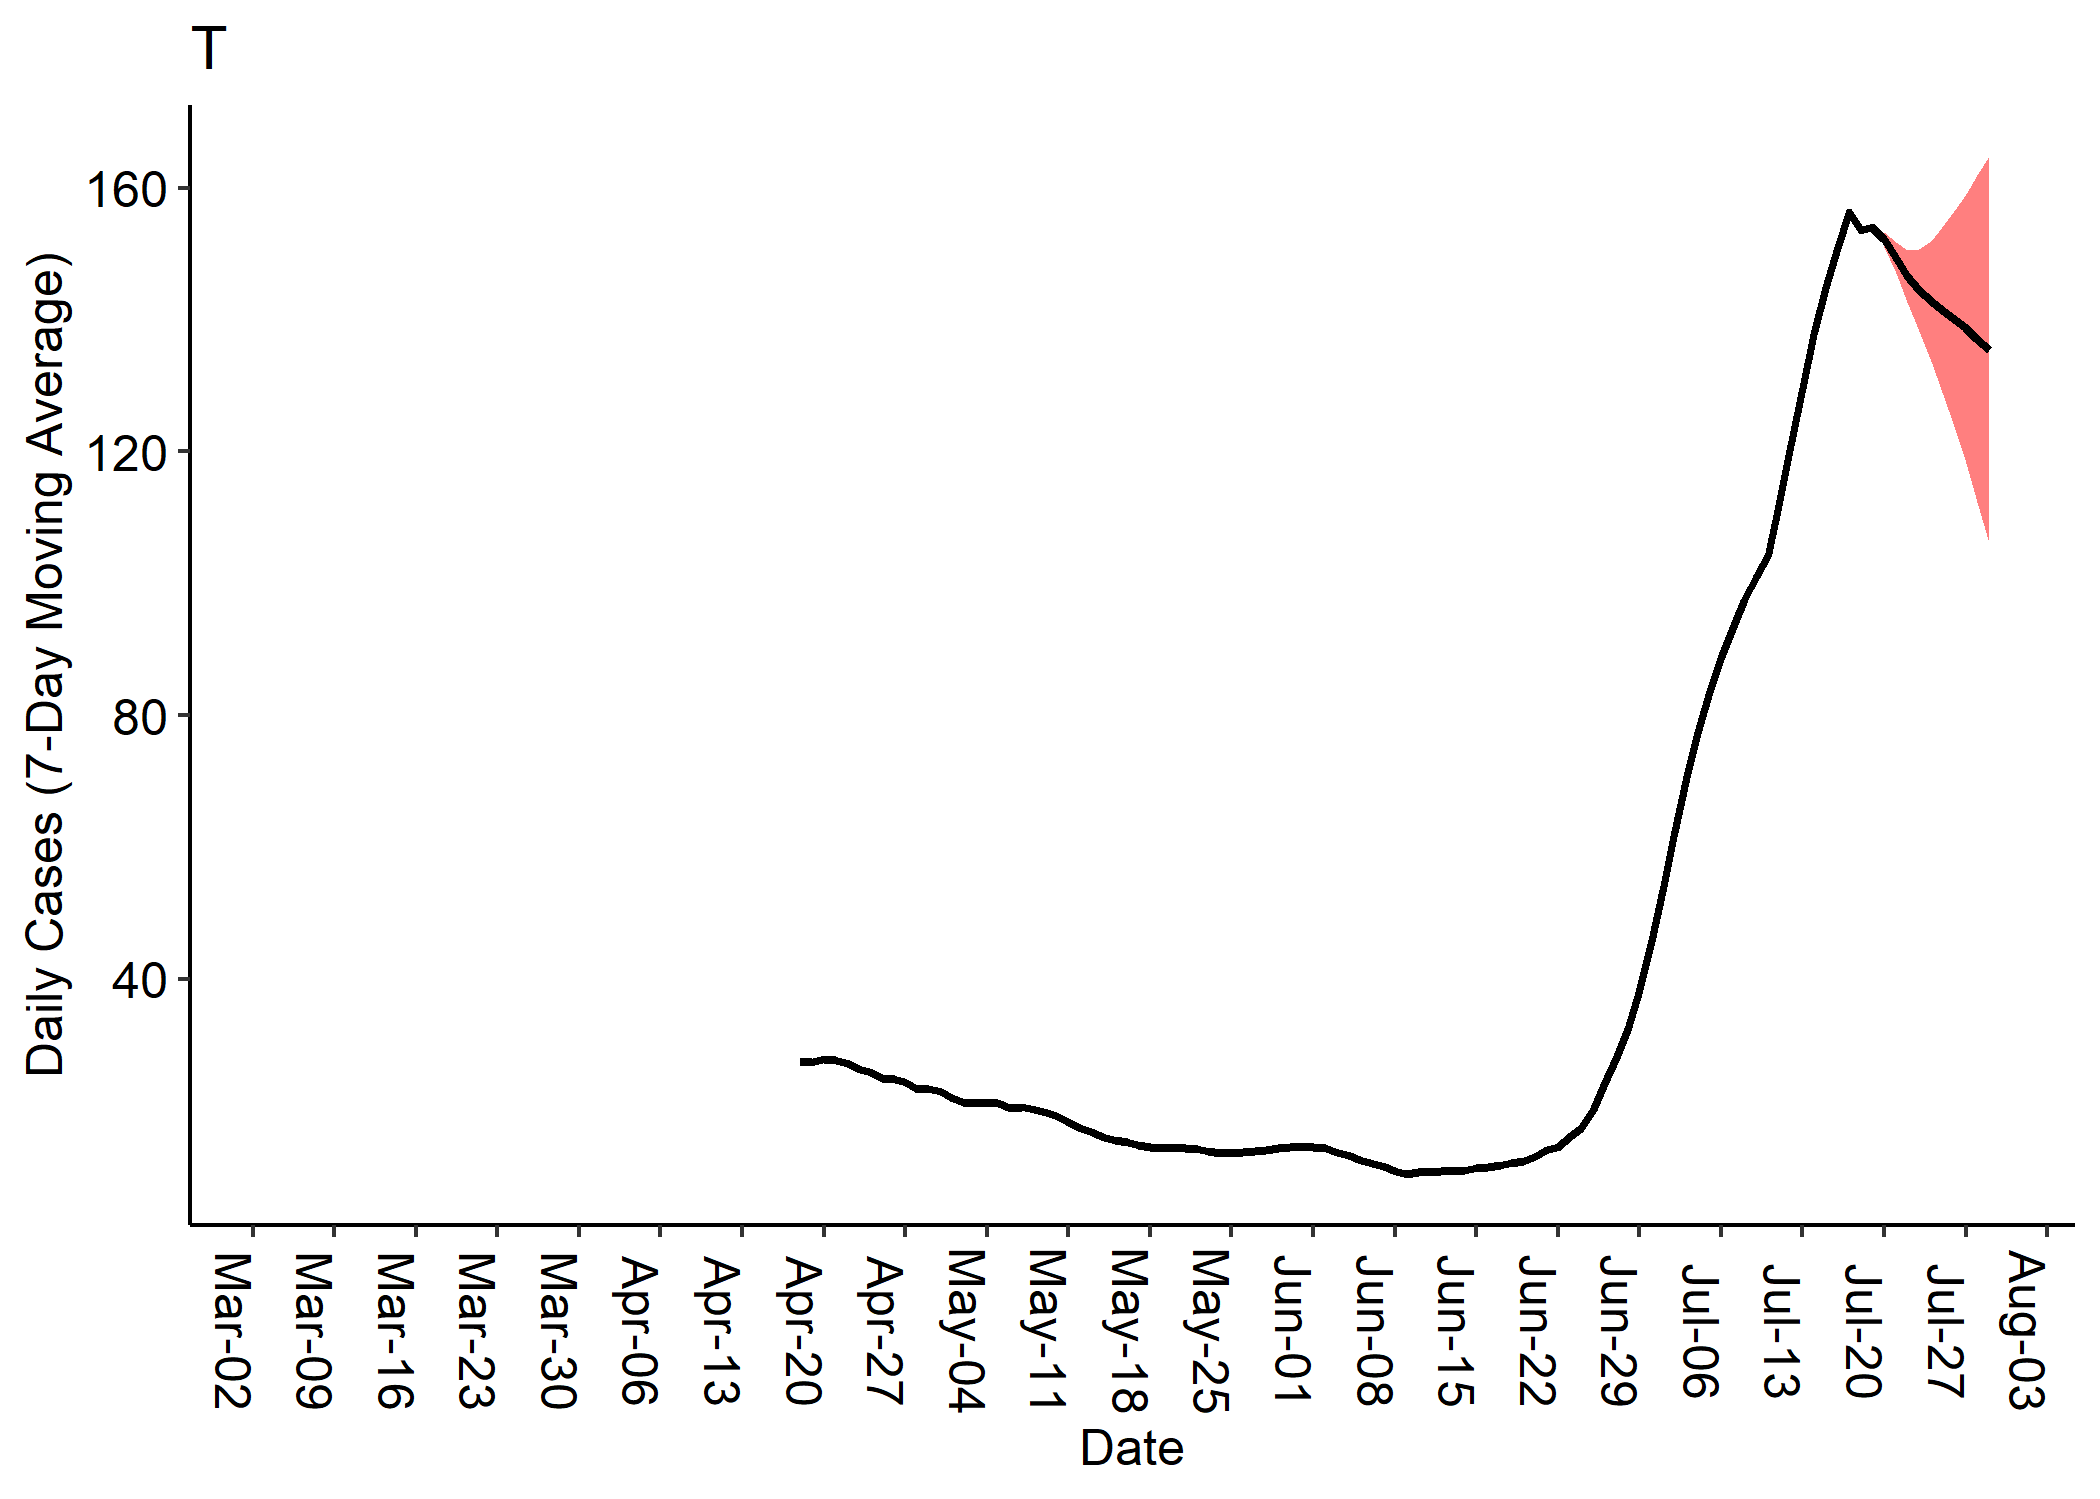 T
Daily Cases (7-Day Moving Average)
160
120
80
40
Mar-02
Mar-09
Mar-16
Mar-23
Mar-30
Apr-06
Apr-13
Apr-20
Apr-27
May-04
May-11
May-18
May-25
Jun-01
Jun-08
Jun-15
Jun-22
Jun-29
Jul-06
Jul-13
Jul-20
Jul-27
Aug-03
Date